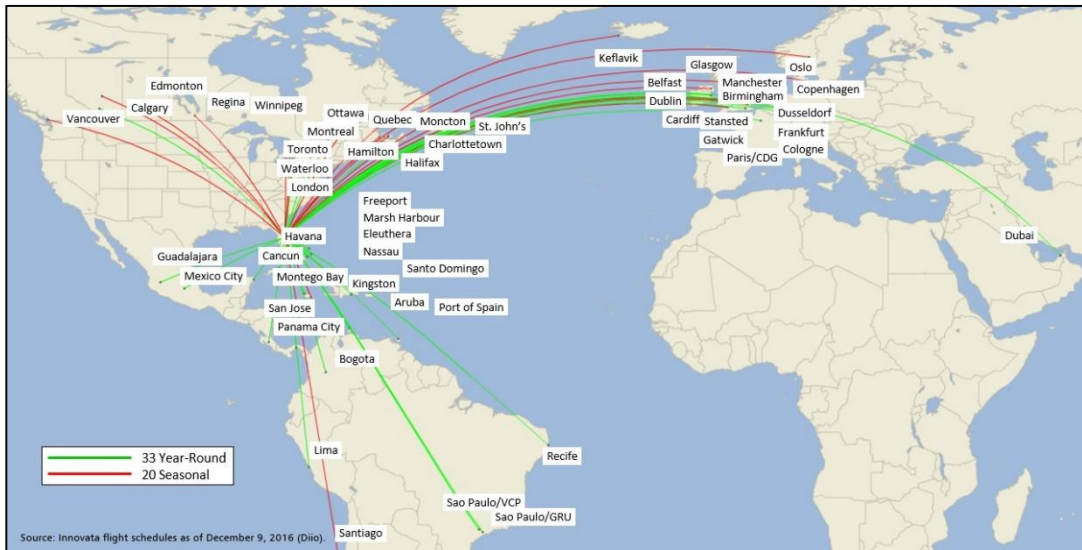 Keflavik
Glasgow
Oslo
Edmonton
Belfast
Manchester
Calgary
Regina
Winnipeg
Birmingham
Copenhagen
Vancouver
Ottawa
Quebec
Moncton
Dublin
Dusseldorf
Montreal
St. John's
Cardiff
Stansted
Toronto
Hamilton
Charlottetown
Gatwick
Frankfurt
Waterloo
Halifax
Paris/CDG
Cologne
London
Freeport
Marsh Harbour
Havana
Eleuthera
Dubai
Guadalajara
Cancun
Nassau
Mexico City
Montego Bay
Kingston
Santo Domingo
San Jose
Aruba
Port of Spain
Panama City
Bogota
Lima
Recife
33 Year-Round
20 Seasonal
Sao Paulo/VCP
Sao Paulo/GRU
Santiago
Source: Innovata flight schedules as of December 9, 2016 (Diio).